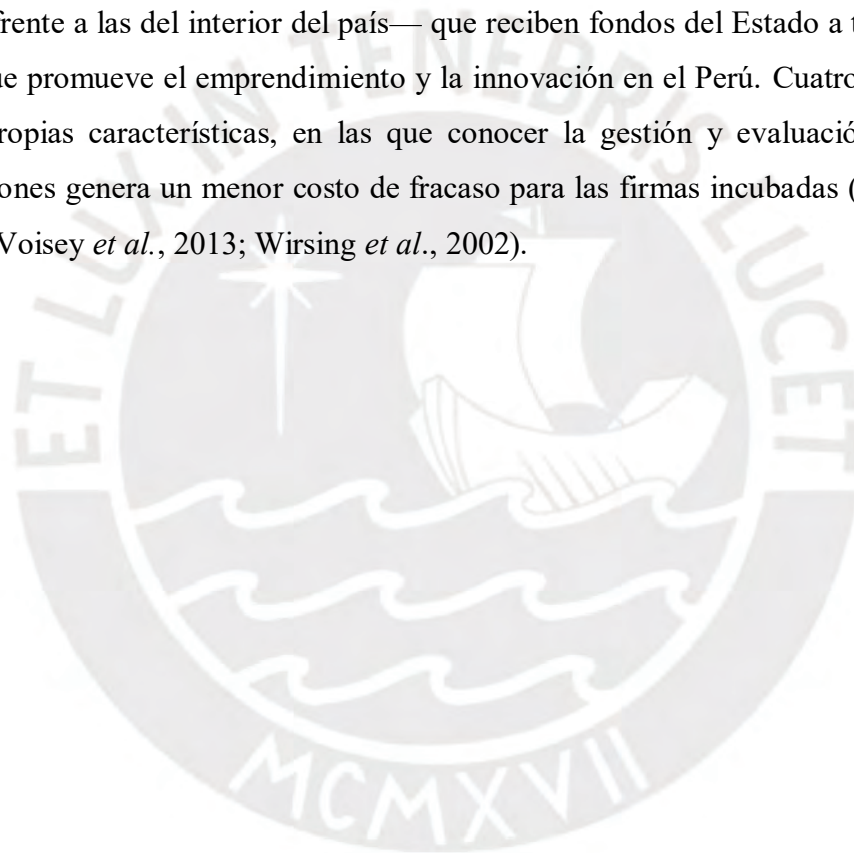 frente a las del interior del país— que reciben fondos del Estado a
ue promueve el emprendimiento y la innovación en el Perú. Cuatro
ropias características, en las que conocer la gestión y evaluació
ones genera un menor costo de fracaso para las firmas incubadas (
Voisey et al., 2013; Wirsing et al., 2002).
ET LUX IN TENEBRIS LUCET
MCMXVII